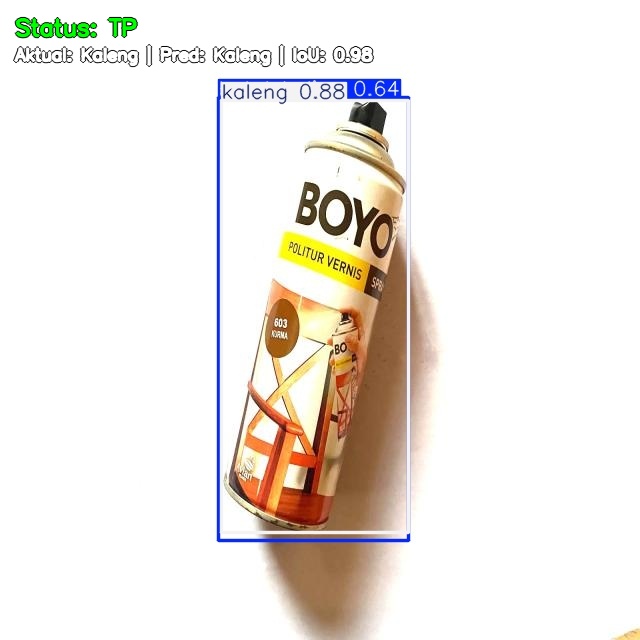 Status: TP
Aktual: Kaleng | Pred: Kaleng | IoU: 0.98
kaleng 0.88
0.64
BOYO
POLITUR VERNIS
603
KURMA
BO